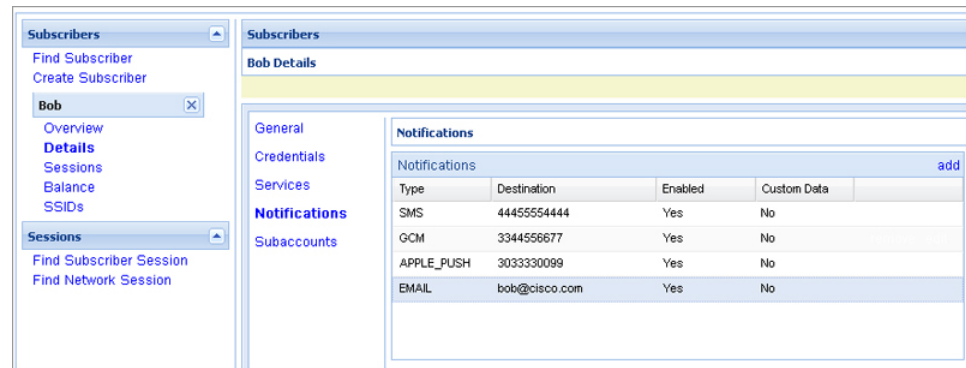 Subscribers
Find Subscriber
Create Subscriber
Bob
Overview
Details
Sessions
Balance
SSIDs
Sessions
Find Subscriber Session
Find Network Session
Subscribers
Bob Details
General
Credentials
Services
Notifications
Subaccounts
Notifications
Notifications add
Type Destination Enabled Custom Data
SMS 44455554444 Yes No
GCM 3344556677 Yes No
APPLE_PUSH 3033330099 Yes No
EMAIL bob@cisco.com Yes No